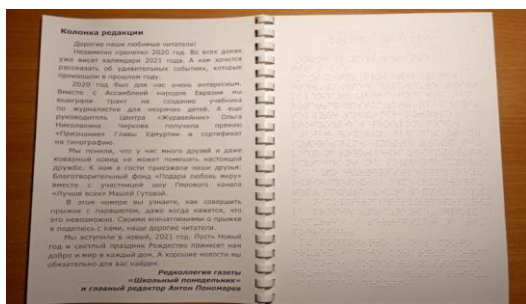 Колонка редакции
Дорогие наши любимые читатели!
Незаметно пролетел 2020 год. Во всех домах
уже висят календари 2021 года. А нам хочется
рассказать об удивительных событиях, которые
произошли в прошлом году.
2020 год был для нас очень интересным.
Вместе с Ассамблеей народов Евразии мы
выиграли грант на создание учебника
по журналистике для незрячих детей. А еще
руководитель Центра «Журавейник» Ольга
Николаевна Чиркова получила премию
«Признание» Главы Удмуртии и сертификат
на типографию.
Мы поняли, что у нас много друзей и даже
коварный ковид не может помешать настоящей
дружбе. К нам в гости приезжали наши друзья:
Благотворительный фонд «Подари любовь миру»
вместе с участницей шоу Первого канала
«Лучше всех» Машей Гутовой.
В этом номере вы узнаете, как совершить
прыжок с парашютом, даже когда кажется, что
это невозможно. Своими впечатлениями о прыжке
я поделюсь с вами, наши дорогие читатели.
Мы вступили в новый, 2021 год. Пусть Новый
год и светлый праздник Рождество принесет нам
добро и мир в каждый дом. А хорошие новости мы
обязательно для вас найдем.
Редколлегия газеты
«Школьный понедельник»
и главный редактор Антон Пономарев